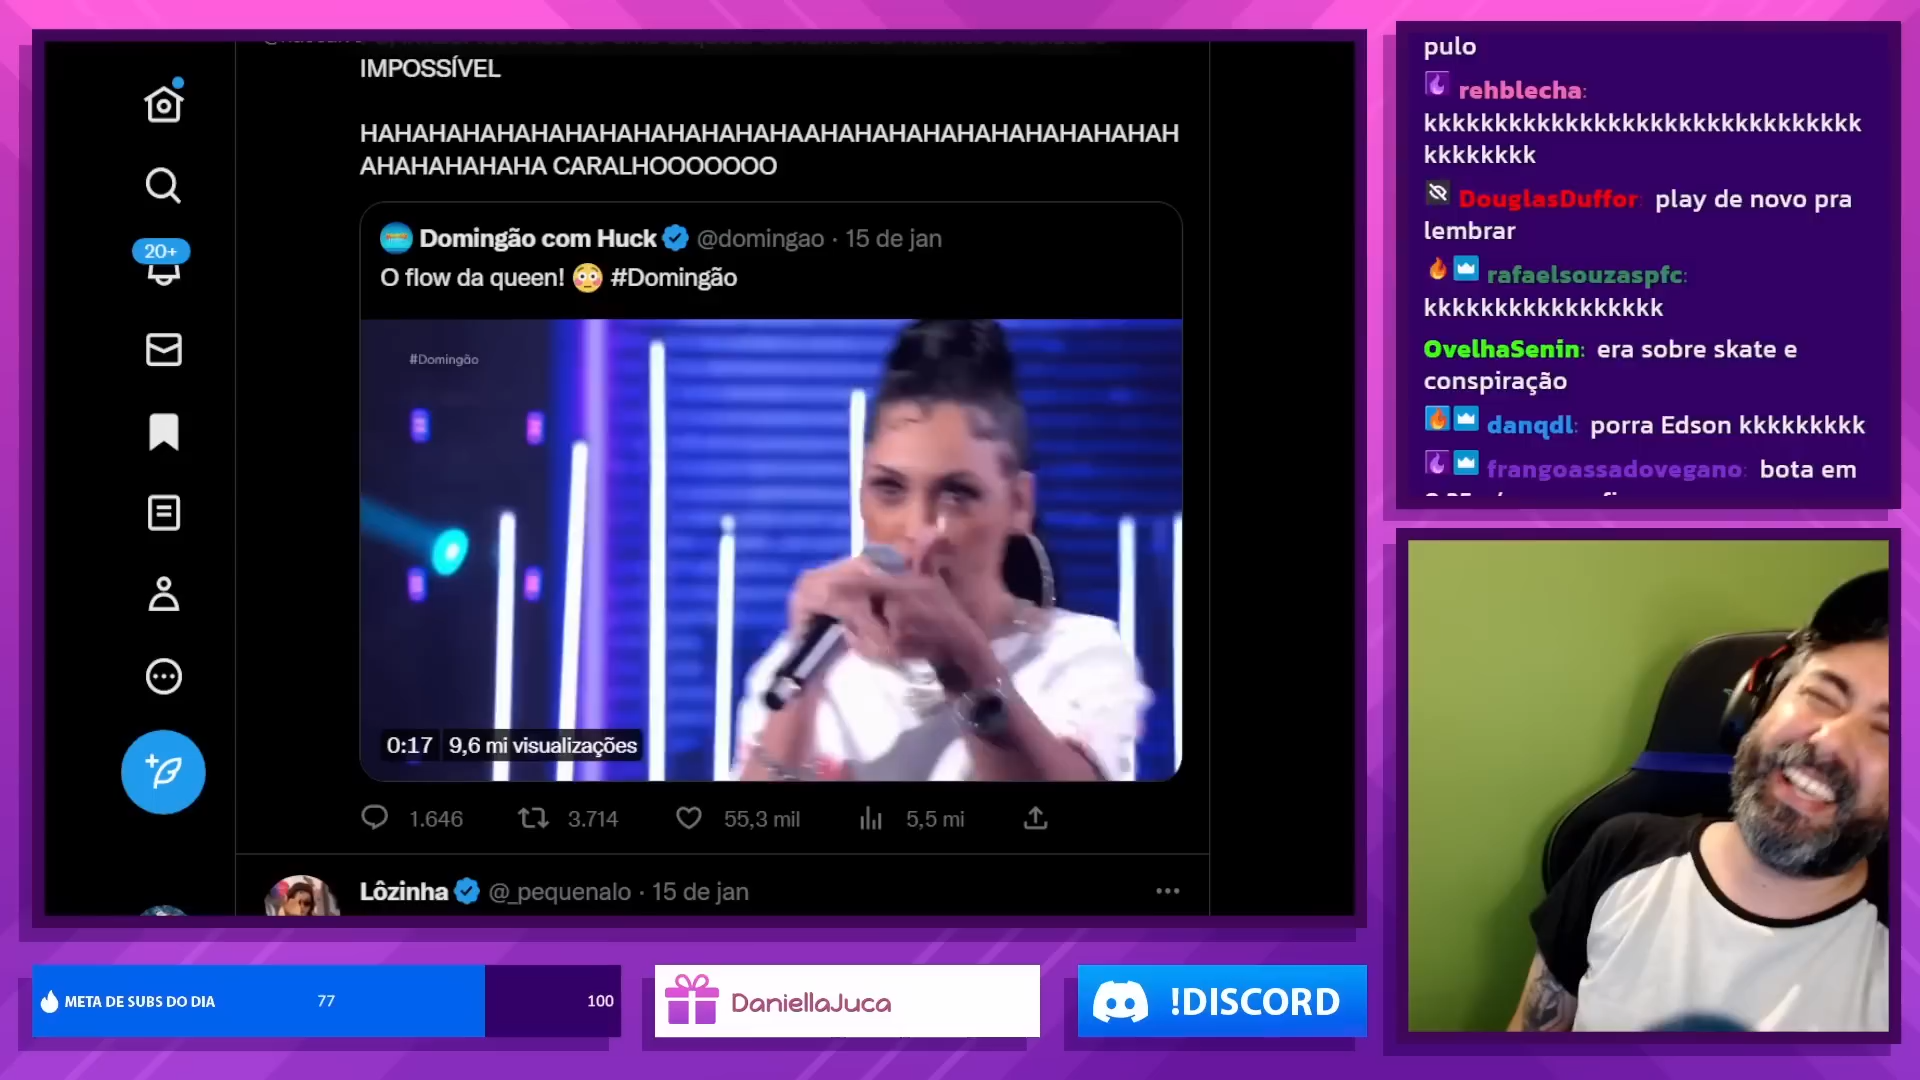 IMPOSSÍVEL
HAHAHAHAHAHAHAHAHAHAHAHAHAAHAHAHAHAHAHAHAHAHAHAH
AHAHAHAHAHA CARALHOOOOOOO
20+
Domingão com Huck @domingao · 15 de jan
O flow da queen! 😳 #Domingão
#Domingão
0:17 9,6 mi visualizações
1.646 3.714 55,3 mil 5,5 mi
Lôzinha @_pequenalo · 15 de jan
pulo
rehblecha:
kkkkkkkkkkkkkkkkkkkkkkkkkkkkkkk
kkkkkkkk
DouglasDuffor: play de novo pra
lembrar
rafaelsouzaspfc:
kkkkkkkkkkkkkkkkk
OvelhaSenin: era sobre skate e
conspiração
danqdl: porra Edson kkkkkkkkk
frangoassadovegano: bota em
META DE SUBS DO DIA 77 100
DaniellaJuca
!DISCORD